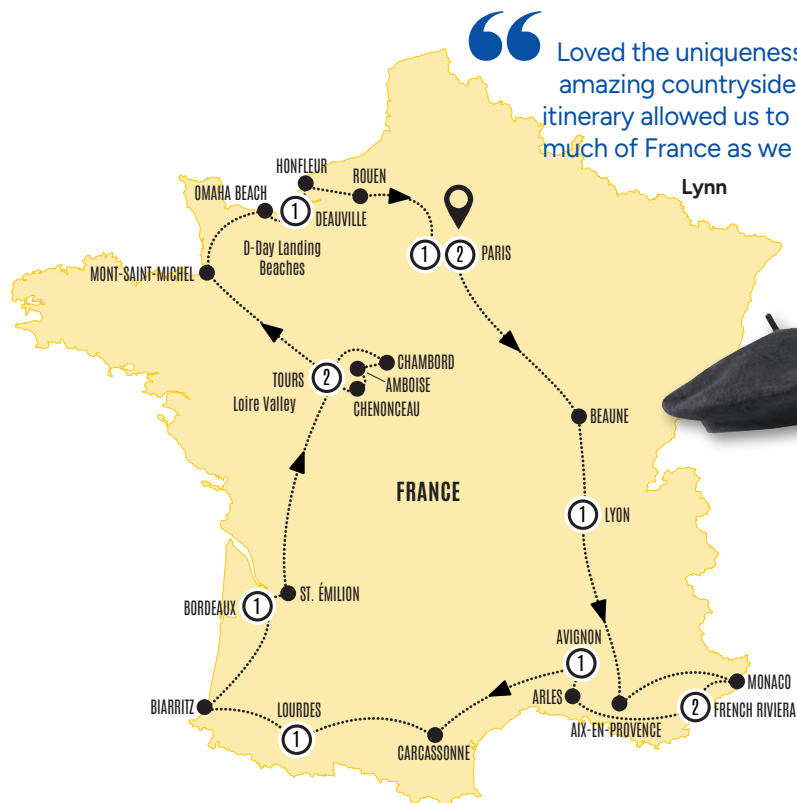 “ Loved the uniqueness
amazing countryside
itinerary allowed us to
much of France as we
Lynn
HONFLEUR
ROUEN
OMAHA BEACH
1
DEAUVILLE
D-Day Landing
Beaches
1
2
PARIS
MONT-SAINT-MICHEL
CHAMBORD
TOURS
2
AMBOISE
Loire Valley
CHENONCEAU
BEAUNE
FRANCE
1
LYON
ST. ÉMILION
BORDEAUX
1
AVIGNON
1
MONACO
ARLES
2
FRENCH RIVIERA
BIARRITZ
LOURDES
1
AIX-EN-PROVENCE
CARCASSONNE